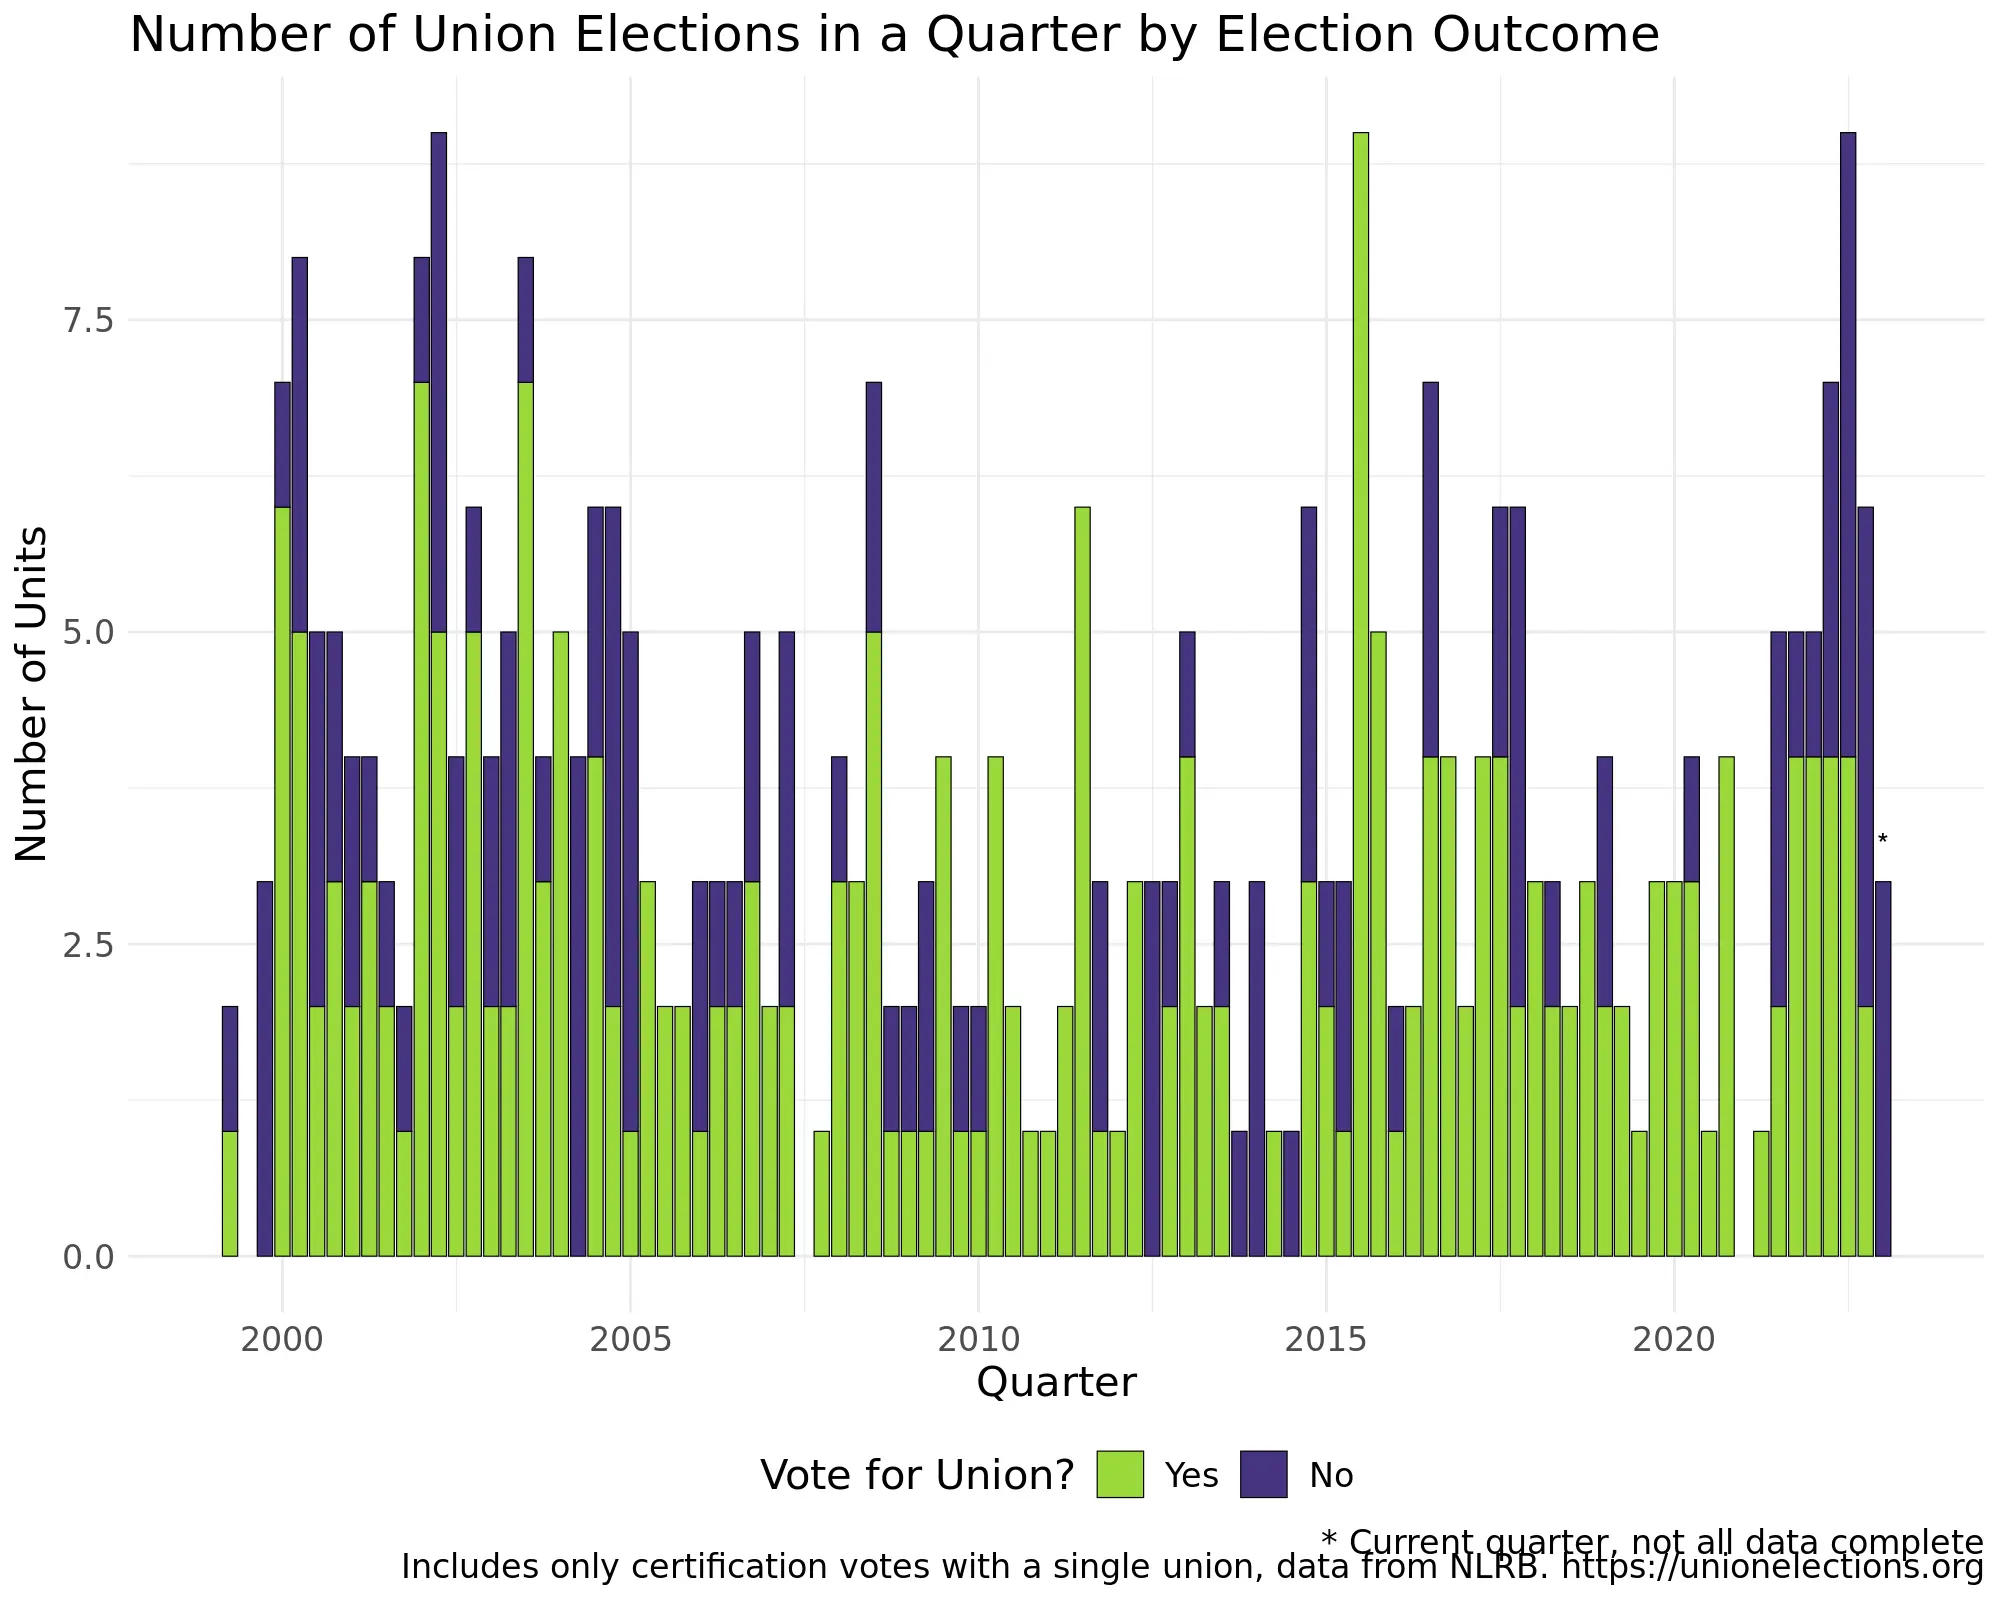 Number of Union Elections in a Quarter by Election Outcome
Number of Units
7.5
5.0
2.5
0.0
*
2000 2005 2010 2015 2020
Quarter
Vote for Union? Yes No
* Current quarter, not all data complete
Includes only certification votes with a single union, data from NLRB. https://unionelections.org